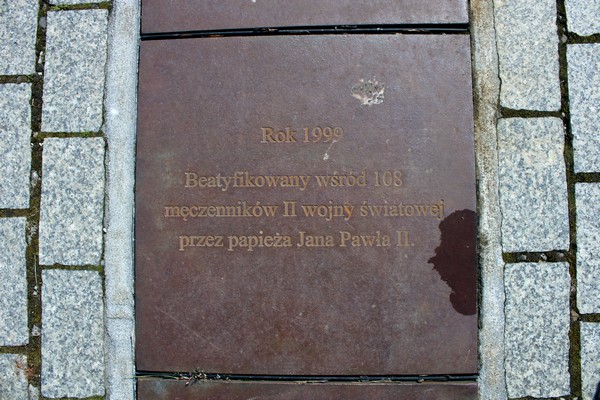 Rok 1999
Beatyfikowany wśród 108
męczenników II wojny światowej
przez papieża Jana Pawła II.